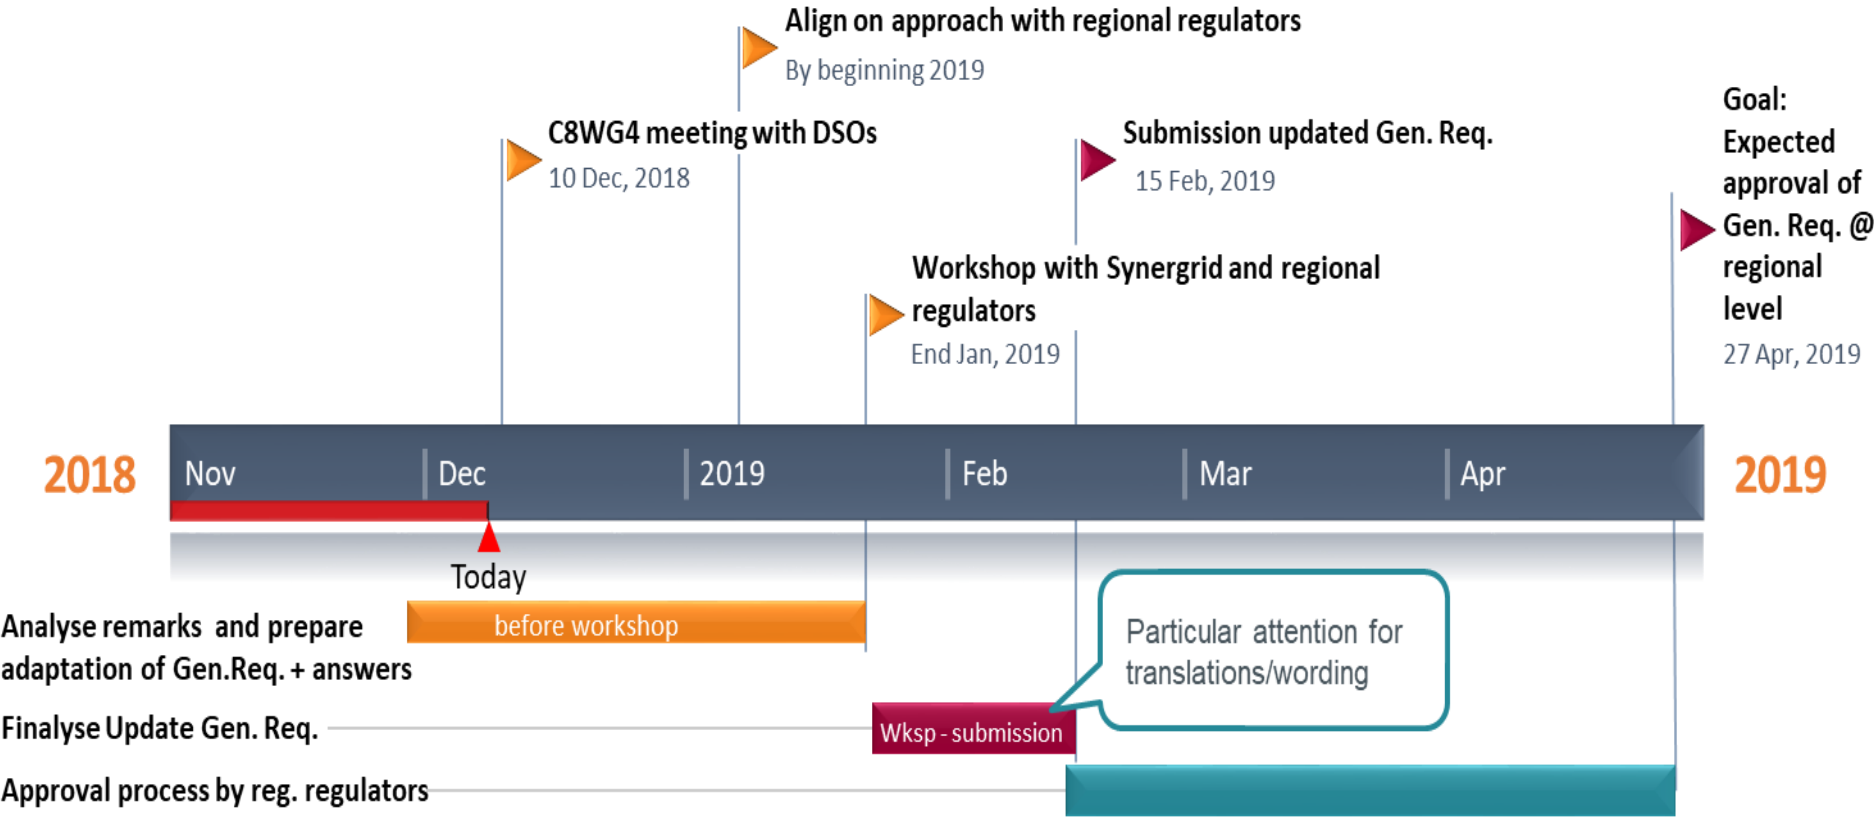 Align on approach with regional regulators
By beginning 2019
C8WG4 meeting with DSOs
10 Dec, 2018
Submission updated Gen. Req.
15 Feb, 2019
Goal:
Expected
approval of
Gen. Req. @
regional
level
27 Apr, 2019
Workshop with Synergrid and regional
regulators
End Jan, 2019
2018
Nov
Dec
2019
Feb
Mar
Apr
2019
Today
Analyse remarks and prepare
adaptation of Gen.Req. + answers
before workshop
Particular attention for
translations/wording
Finalyse Update Gen. Req.
Wksp - submission
Approval process by reg. regulators